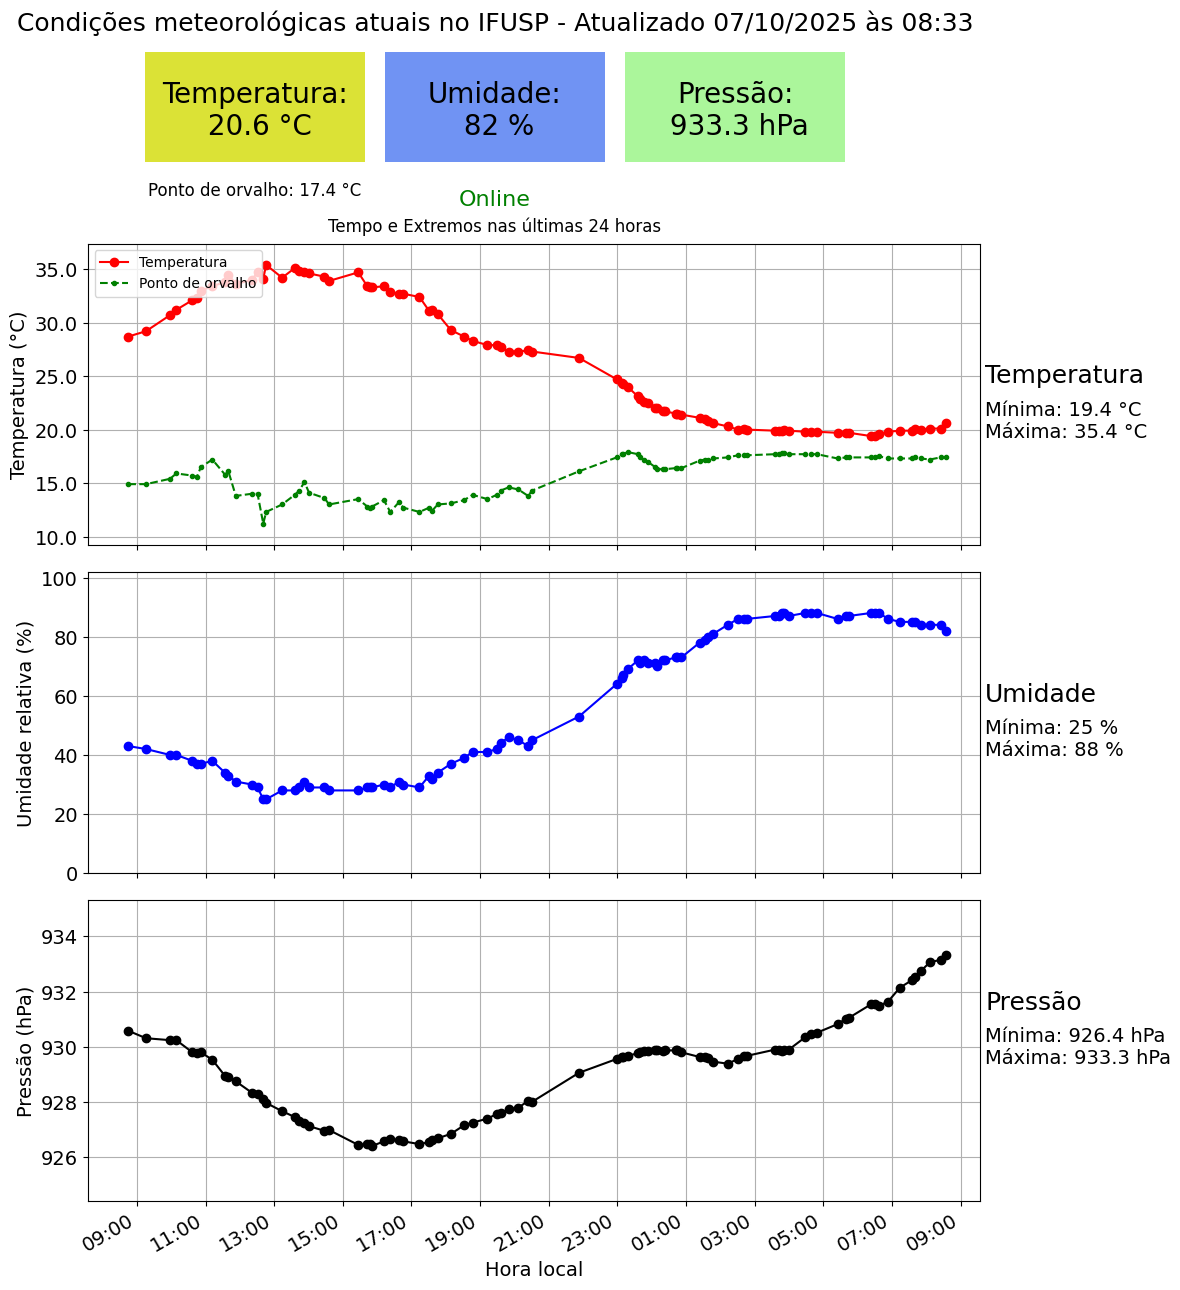 Condições meteorológicas atuais no IFUSP - Atualizado 07/10/2025 às 08:33
Temperatura:
20.6 °C
Umidade:
82 %
Pressão:
933.3 hPa
Ponto de orvalho: 17.4 °C
Online
Tempo e Extremos nas últimas 24 horas
Temperatura
Ponto de orvalho
Temperatura (°C)
35.0
30.0
25.0
20.0
15.0
10.0
Temperatura
Mínima: 19.4 °C
Máxima: 35.4 °C
Umidade relativa (%)
100
80
60
40
20
0
Umidade
Mínima: 25 %
Máxima: 88 %
Pressão (hPa)
934
932
930
928
926
Pressão
Mínima: 926.4 hPa
Máxima: 933.3 hPa
09:00 11:00 13:00 15:00 17:00 19:00 21:00 23:00 01:00 03:00 05:00 07:00 09:00
Hora local